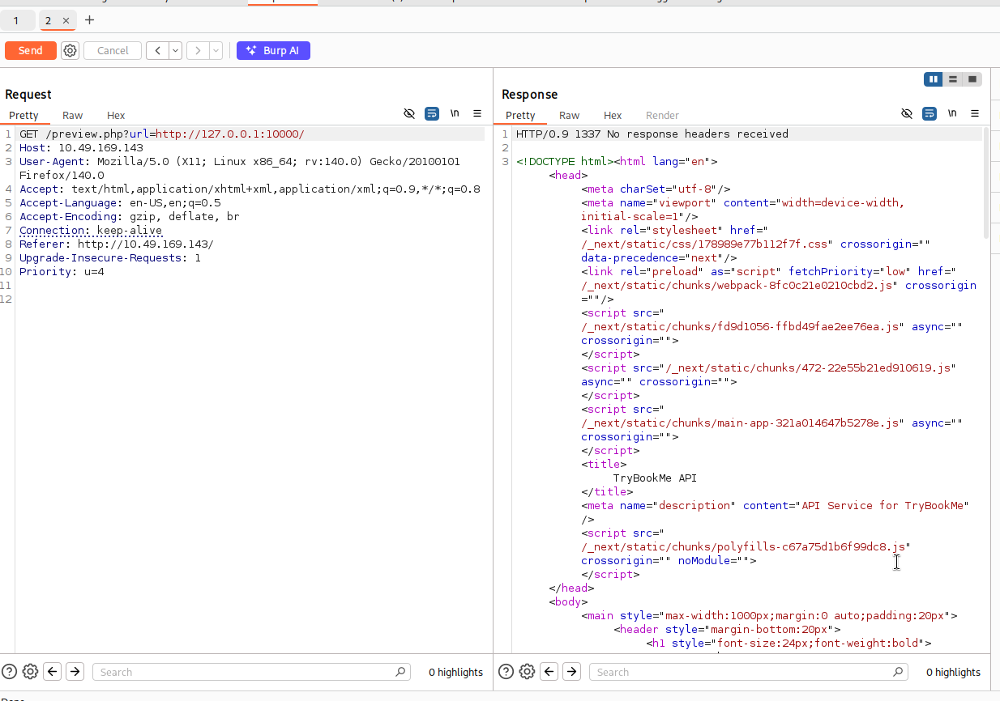 1
2 ×
+
Send
Cancel
Burp AI
Request
Pretty Raw Hex
\n
1 GET /preview.php?url=http://127.0.0.1:10000/
2 Host: 10.49.169.143
3 User-Agent: Mozilla/5.0 (X11; Linux x86_64; rv:140.0) Gecko/20100101
Firefox/140.0
4 Accept: text/html,application/xhtml+xml,application/xml;q=0.9,*/*;q=0.8
5 Accept-Language: en-US,en;q=0.5
6 Accept-Encoding: gzip, deflate, br
7 Connection: keep-alive
8 Referer: http://10.49.169.143/
9 Upgrade-Insecure-Requests: 1
10 Priority: u=4
11
12
Search
0 highlights
Response
Pretty Raw Hex Render
\n
1 HTTP/0.9 1337 No response headers received
2
3 <!DOCTYPE html><html lang="en">
<head>
<meta charSet="utf-8"/>
<meta name="viewport" content="width=device-width,
initial-scale=1"/>
<link rel="stylesheet" href="
/_next/static/css/178989e77b112f7f.css" crossorigin=""
data-precedence="next"/>
<link rel="preload" as="script" fetchPriority="low" href="
/_next/static/chunks/webpack-8fc0c21e0210cbd2.js" crossorigin
=""/>
<script src="
/_next/static/chunks/fd9d1056-ffbd49fae2ee76ea.js" async=""
crossorigin="">
</script>
<script src="/_next/static/chunks/472-22e55b21ed910619.js"
async="" crossorigin="">
</script>
<script src="
/_next/static/chunks/main-app-321a014647b5278e.js" async=""
crossorigin="">
</script>
<title>
TryBookMe API
</title>
<meta name="description" content="API Service for TryBookMe"
/>
<script src="
/_next/static/chunks/polyfills-c67a75d1b6f99dc8.js"
crossorigin="" noModule="">
</script>
</head>
<body>
<main style="max-width:1000px;margin:0 auto;padding:20px">
<header style="margin-bottom:20px">
<h1 style="font-size:24px;font-weight:bold">
Search
0 highlights